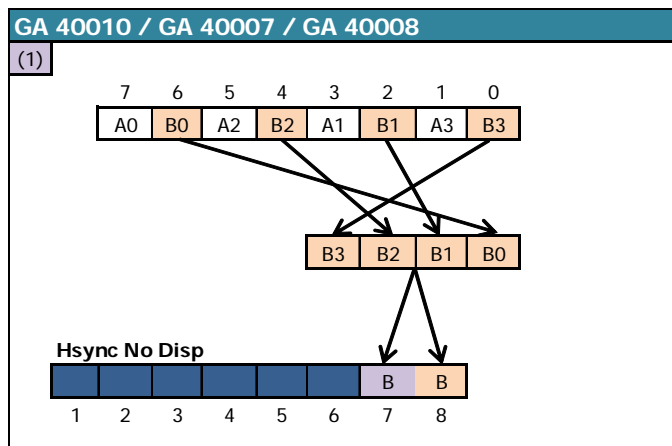 GA 40010 / GA 40007 / GA 40008
(1)
7 6 5 4 3 2 1 0
A0 B0 A2 B2 A1 B1 A3 B3
B3 B2 B1 B0
Hsync No Disp
B B
1 2 3 4 5 6 7 8